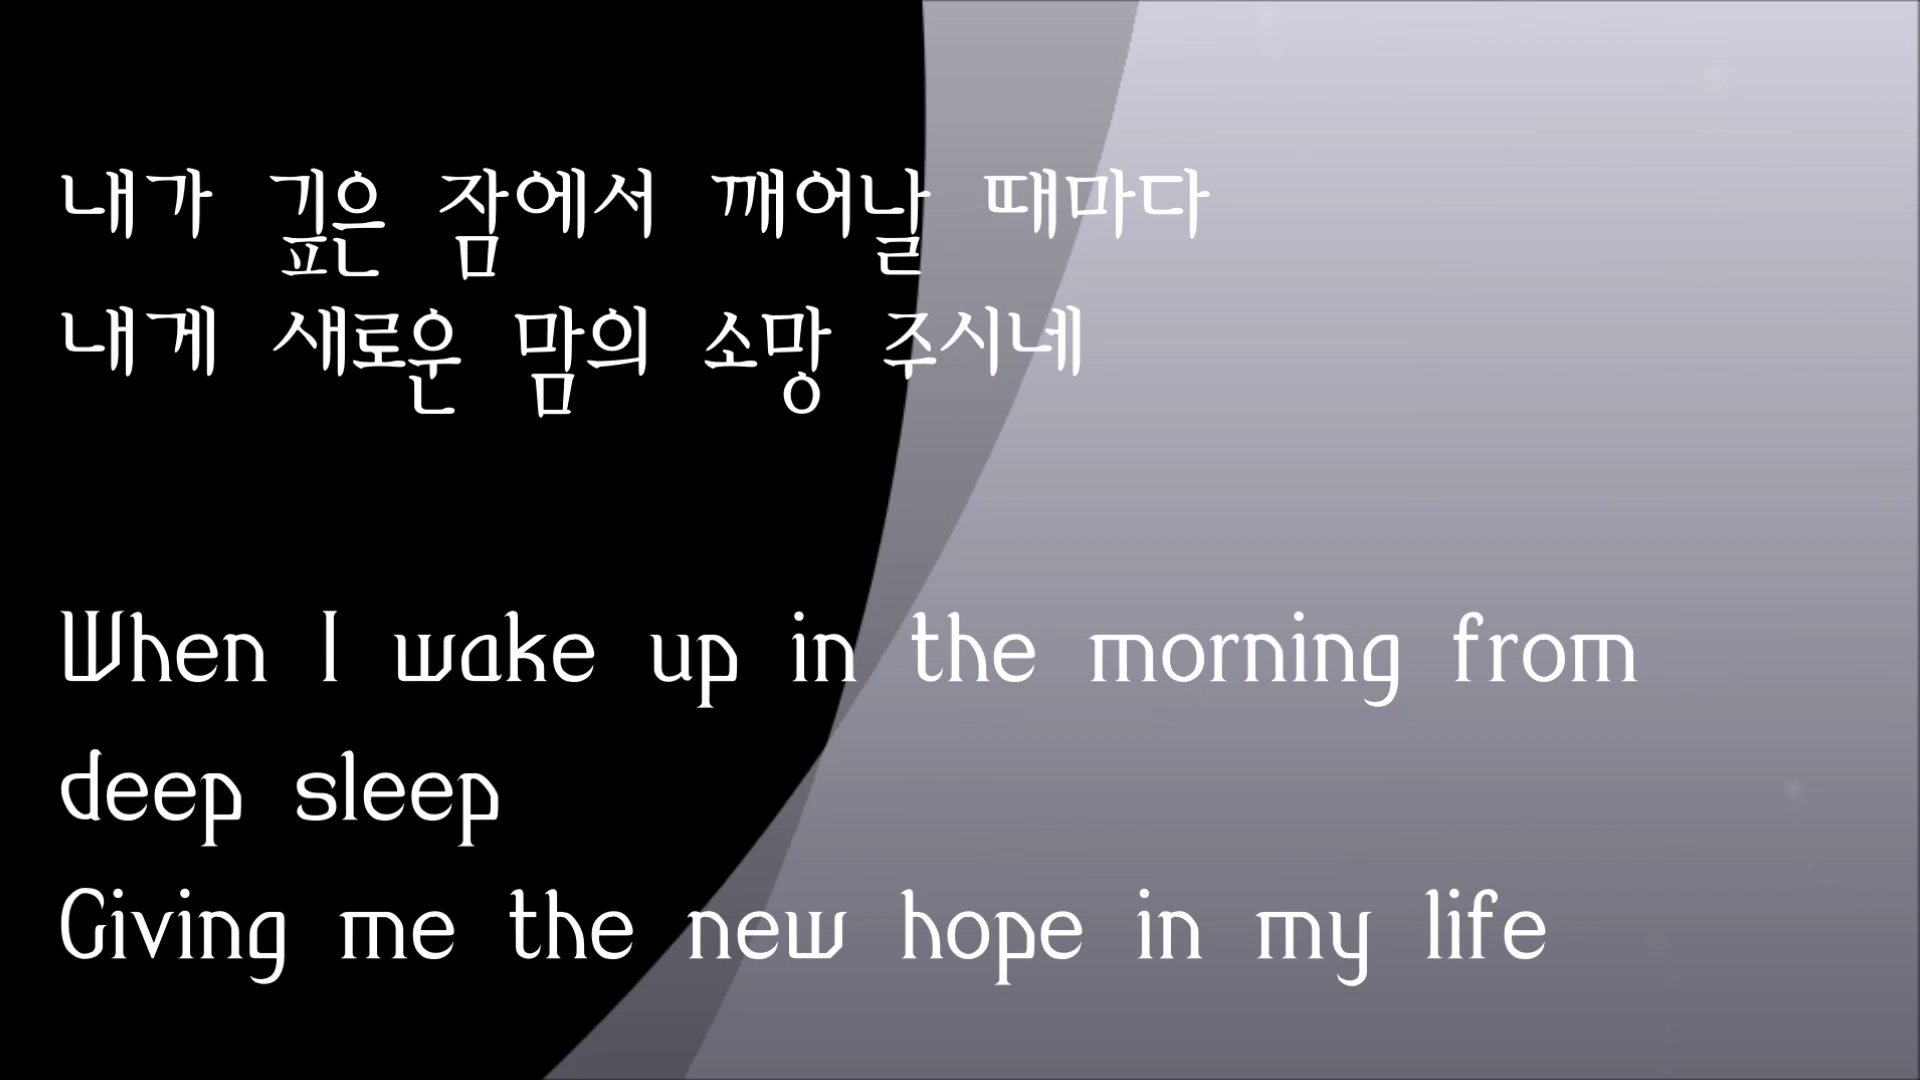 내가 깊은 잠에서 깨어날 때마다
내게 새로운 맘의 소망 주시네
When I wake up in the morning from
deep sleep
Giving me the new hope in my life